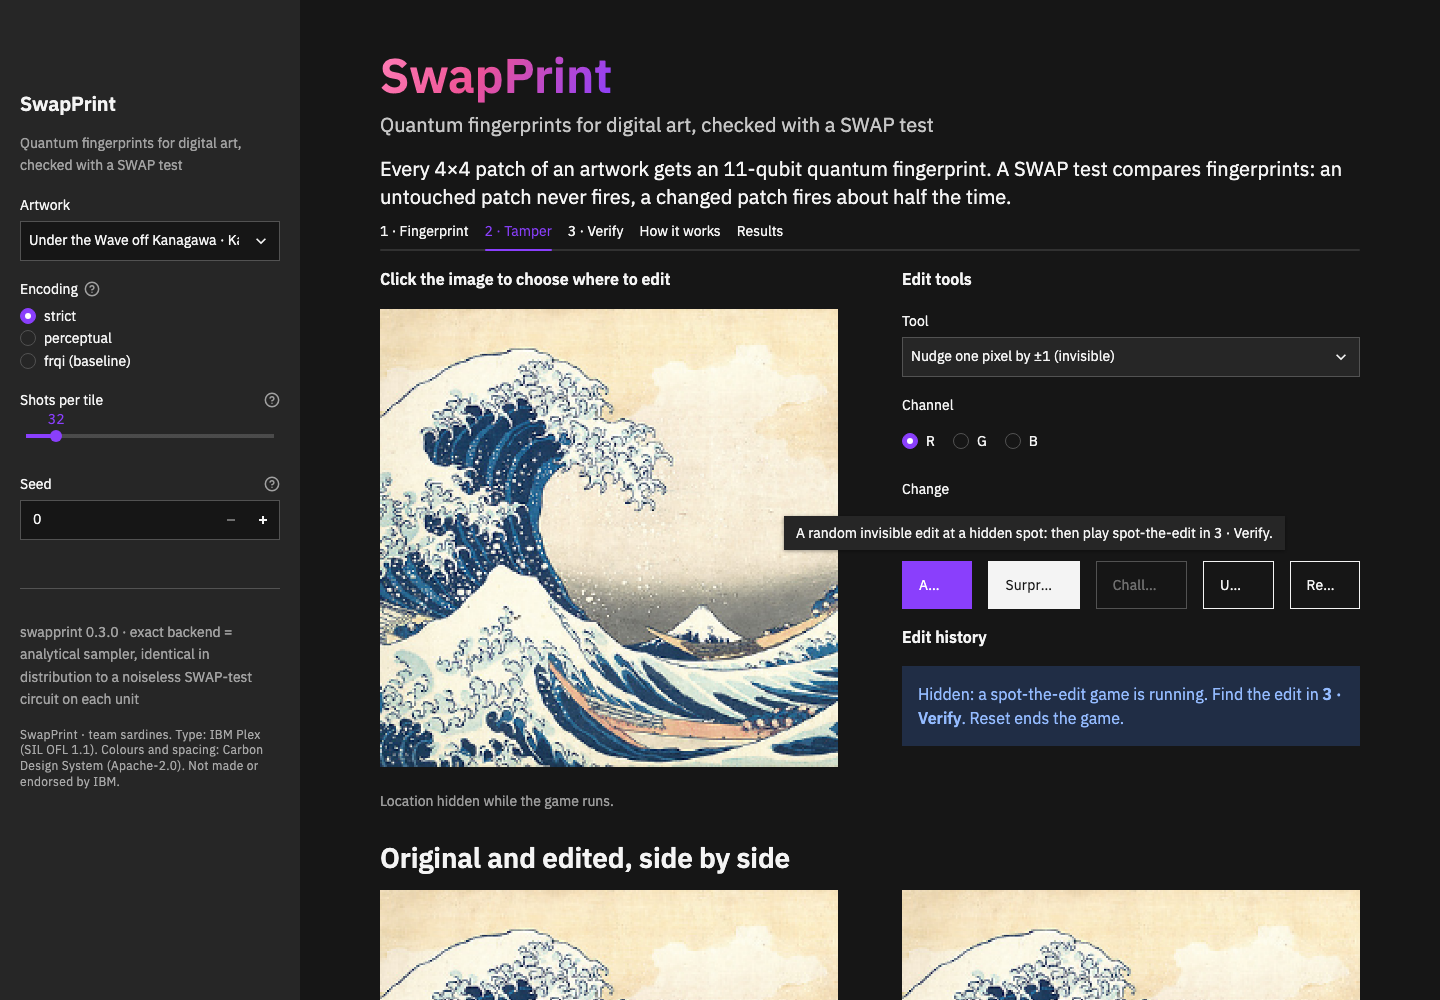 SwapPrint
Quantum fingerprints for digital art,
checked with a SWAP test
Artwork
Under the Wave off Kanagawa · Ka
Encoding
strict
perceptual
frqi (baseline)
Shots per tile
32
Seed
0
swapprint 0.3.0 · exact backend =
analytical sampler, identical in
distribution to a noiseless SWAP-test
circuit on each unit
SwapPrint · team sardines. Type: IBM Plex
(SIL OFL 1.1). Colours and spacing: Carbon
Design System (Apache-2.0). Not made or
endorsed by IBM.
SwapPrint
Quantum fingerprints for digital art, checked with a SWAP test
Every 4×4 patch of an artwork gets an 11-qubit quantum fingerprint. A SWAP test compares fingerprints: an
untouched patch never fires, a changed patch fires about half the time.
1 · Fingerprint 2 · Tamper 3 · Verify How it works Results
Click the image to choose where to edit
Location hidden while the game runs.
Edit tools
Tool
Nudge one pixel by ±1 (invisible)
Channel
R G B
Change
A random invisible edit at a hidden spot: then play spot-the-edit in 3 · Verify.
A... Surpr... Chall... U... Re...
Edit history
Hidden: a spot-the-edit game is running. Find the edit in 3 ·
Verify. Reset ends the game.
Original and edited, side by side